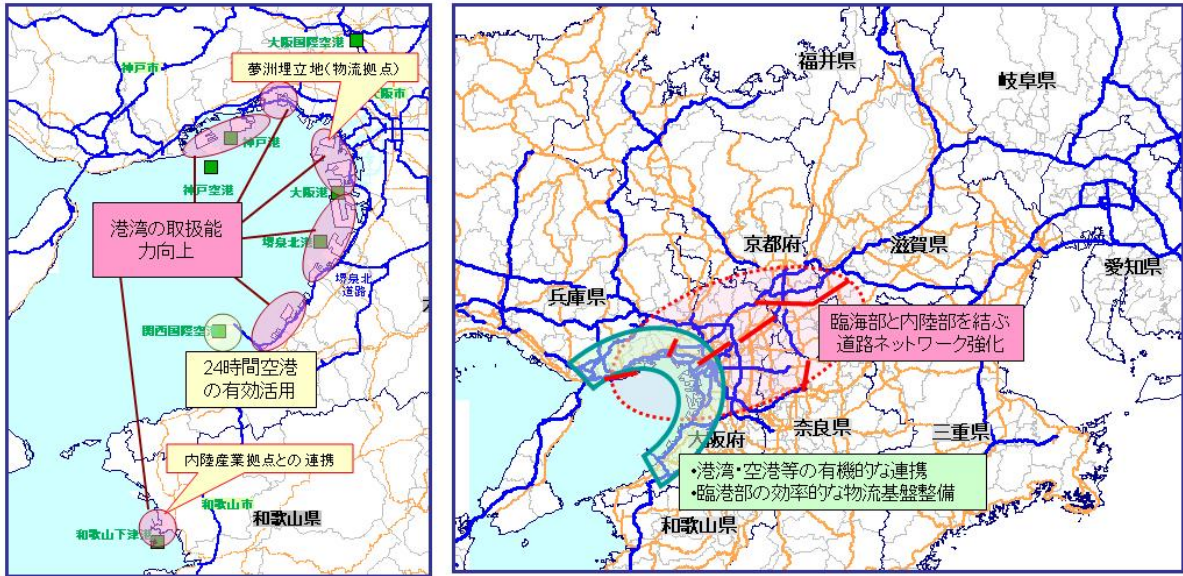 大阪国際空港
神戸市
夢洲埋立地(物流拠点)
大阪市
神戸港
神戸空港
大阪港
港湾の取扱能
力向上
堺泉北港
堺泉北
道路
関西国際空
24時間空港
の有効活用
内陸産業拠点との連携
和歌山市
和歌山県
和歌山下津港
福井県
岐阜県
京都府
滋賀県
愛知県
兵庫県
臨海部と内陸部を結ぶ
道路ネットワーク強化
大阪府
奈良県
三重県
•港湾・空港等の有機的な連携
•臨港部の効率的な物流基盤整備
和歌山県